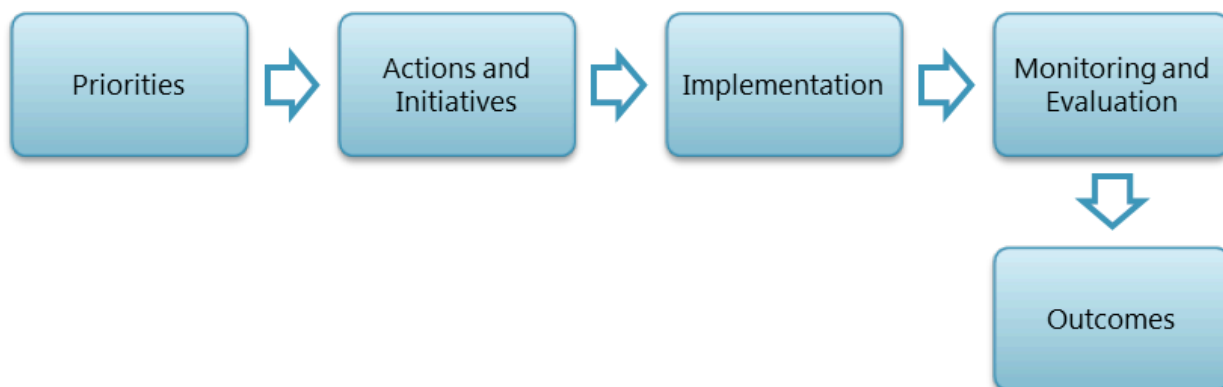 Priorities
Actions and
Initiatives
Implementation
Monitoring and
Evaluation
Outcomes